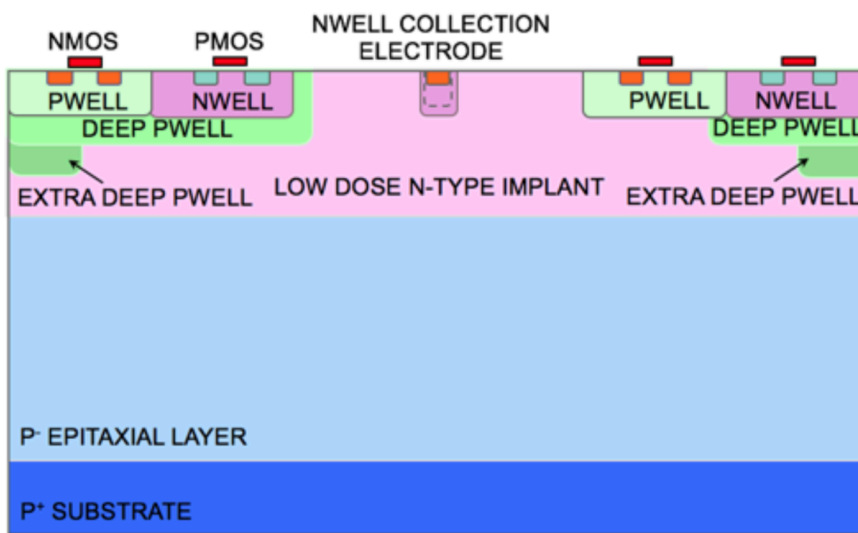 NMOS
PMOS
NWELL COLLECTION
ELECTRODE
PWELL
NWELL
PWELL
NWELL
DEEP PWELL
DEEP PWELL
EXTRA DEEP PWELL
LOW DOSE N-TYPE IMPLANT
EXTRA DEEP PWELL
P- EPITAXIAL LAYER
P+ SUBSTRATE